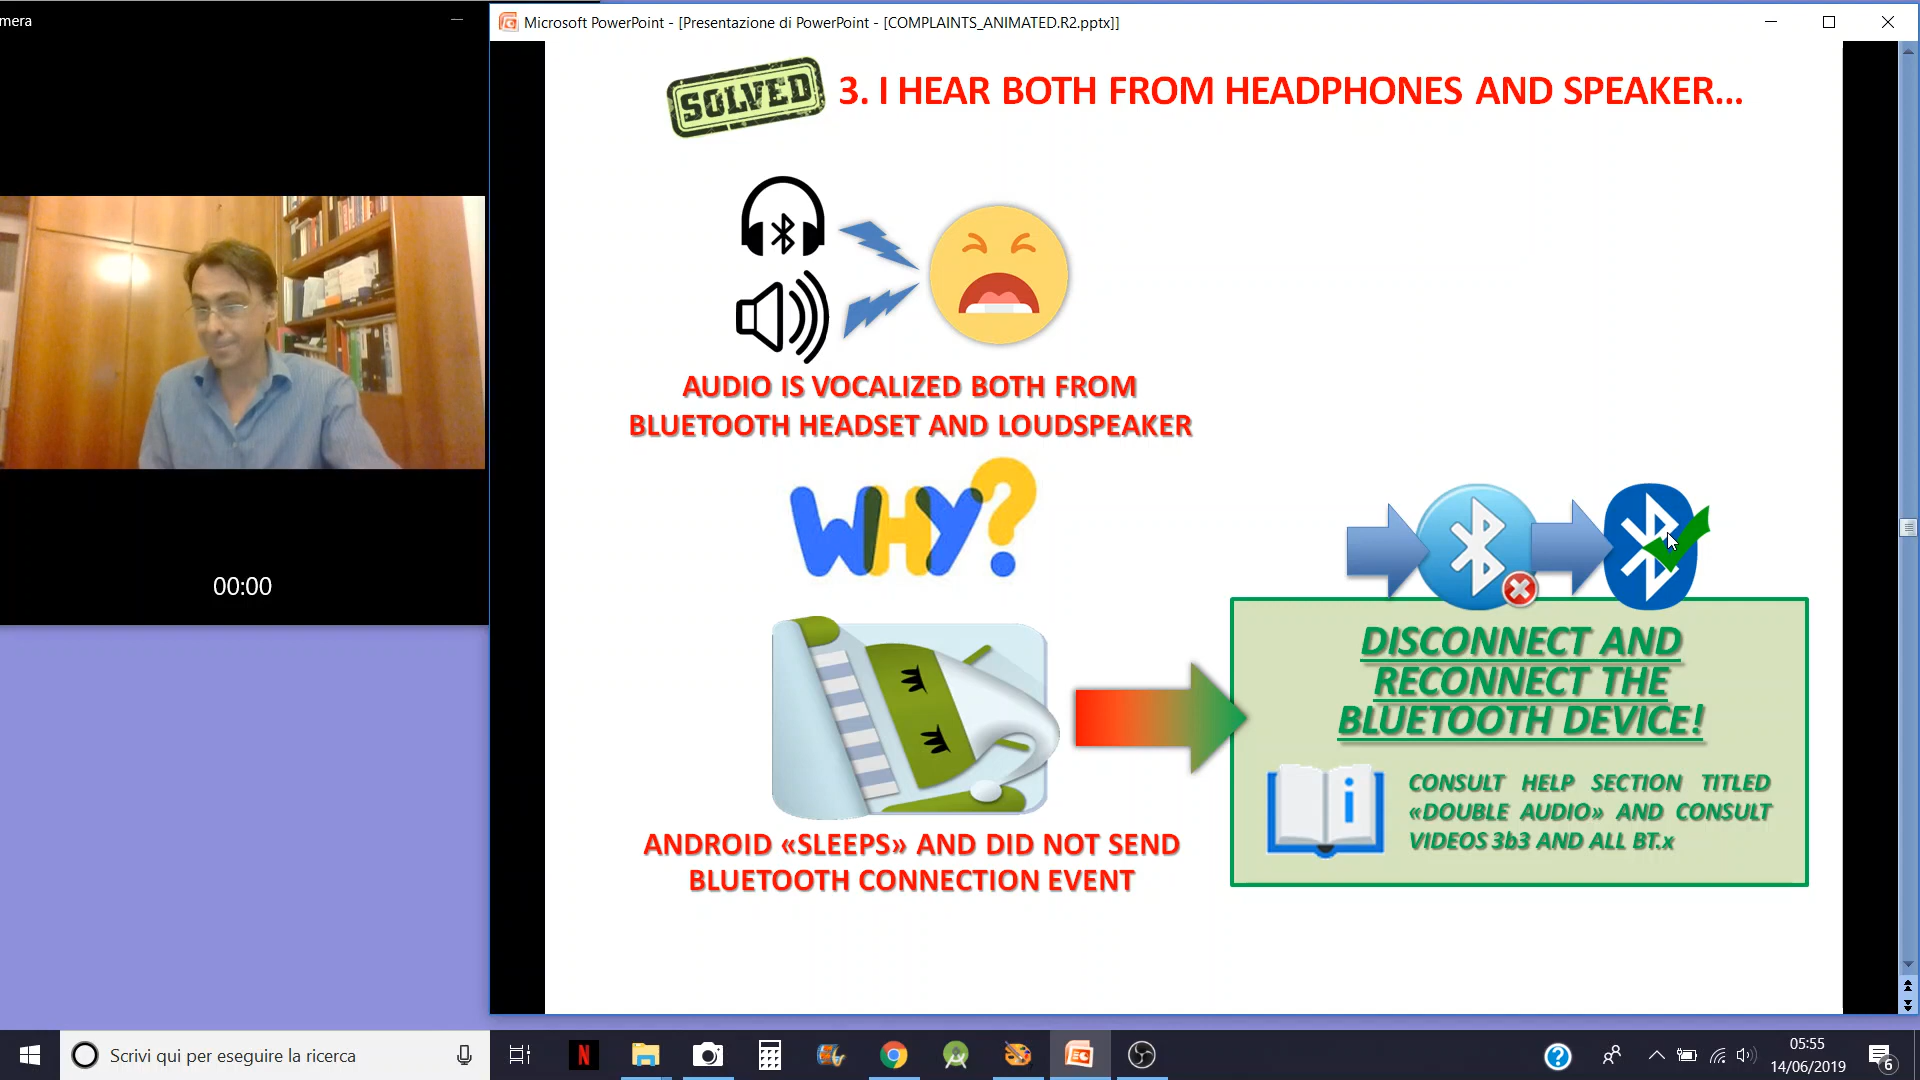 mera
Microsoft PowerPoint - [Presentazione di PowerPoint - [COMPLAINTS_ANIMATED.R2.pptx]]
SOLVED
3. I HEAR BOTH FROM HEADPHONES AND SPEAKER...
AUDIO IS VOCALIZED BOTH FROM
BLUETOOTH HEADSET AND LOUDSPEAKER
WHY?
ANDROID «SLEEPS» AND DID NOT SEND
BLUETOOTH CONNECTION EVENT
DISCONNECT AND
RECONNECT THE
BLUETOOTH DEVICE!
i
CONSULT HELP SECTION TITLED
«DOUBLE AUDIO» AND CONSULT
VIDEOS 3b3 AND ALL BT.x
00:00
Scrivi qui per eseguire la ricerca
N
?
05:55
14/06/2019
6